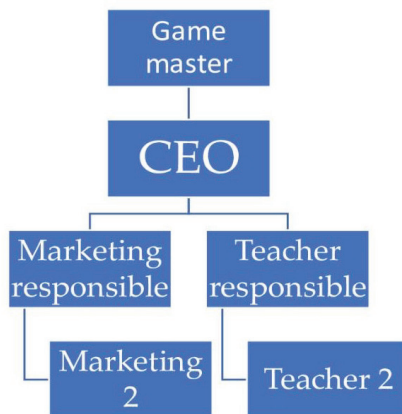 Game
master
CEO
Marketing
responsible
Teacher
responsible
Marketing
2
Teacher 2